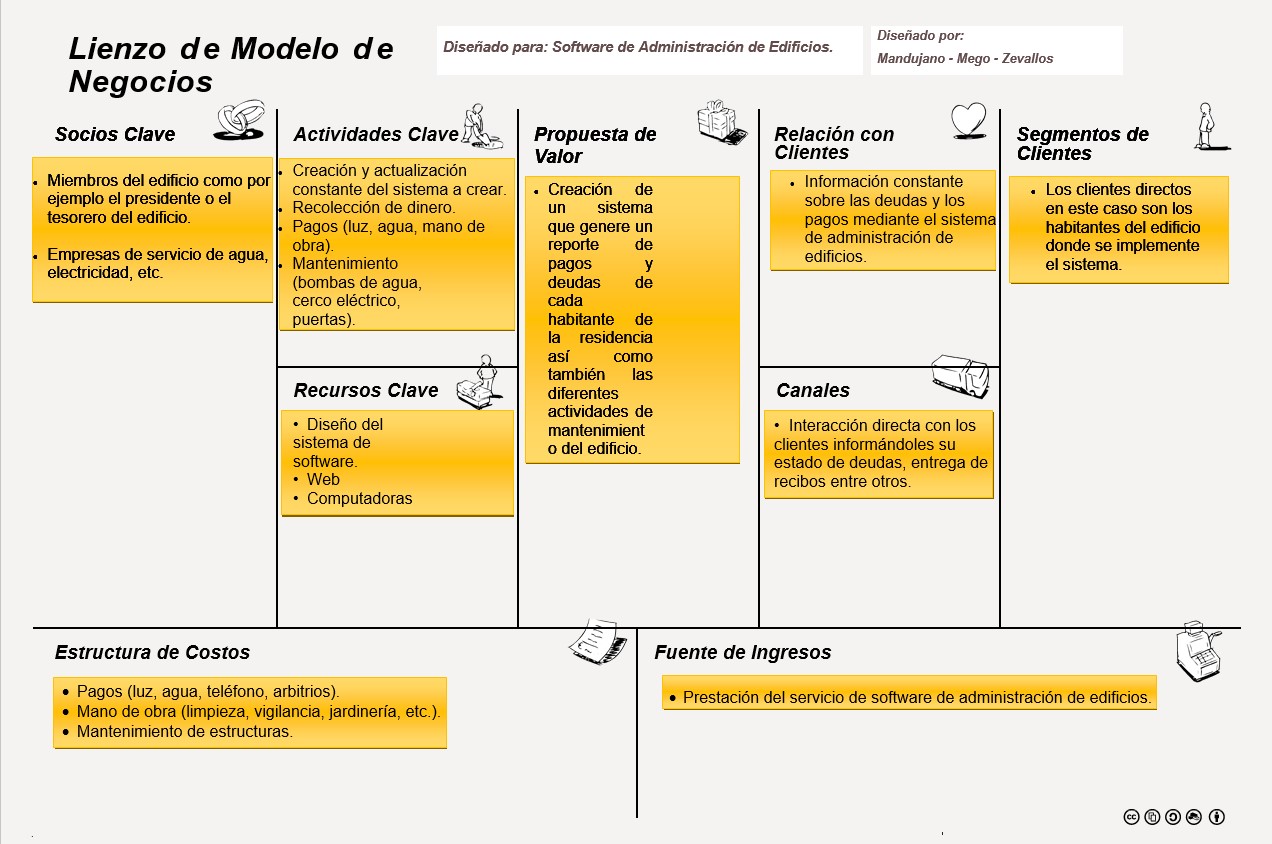 Lienzo de Modelo de
Negocios
Diseñado para: Software de Administración de Edificios.
Diseñado por:
Mandujano - Mego - Zevallos
Socios Clave
• Miembros del edificio como por
ejemplo el presidente o el
tesorero del edificio.
• Empresas de servicio de agua,
electricidad, etc.
Actividades Clave
• Creación y actualización
constante del sistema a crear.
• Recolección de dinero.
• Pagos (luz, agua, mano de
obra).
• Mantenimiento
(bombas de agua,
cerco eléctrico,
puertas).
Recursos Clave
• Diseño del
sistema de
software.
• Web
• Computadoras
Propuesta de
Valor
• Creación de
un sistema
que genere un
reporte de
pagos y
deudas de
cada
habitante de
la residencia
así como
también las
diferentes
actividades de
mantenimient
o del edificio.
Relación con
Clientes
• Información constante
sobre las deudas y los
pagos mediante el sistema
de administración de
edificios.
Canales
• Interacción directa con los
clientes informándoles su
estado de deudas, entrega de
recibos entre otros.
Segmentos de
Clientes
• Los clientes directos
en este caso son los
habitantes del edificio
donde se implemente
el sistema.
Estructura de Costos
• Pagos (luz, agua, teléfono, arbitrios).
• Mano de obra (limpieza, vigilancia, jardinería, etc.).
• Mantenimiento de estructuras.
Fuente de Ingresos
• Prestación del servicio de software de administración de edificios.
cc